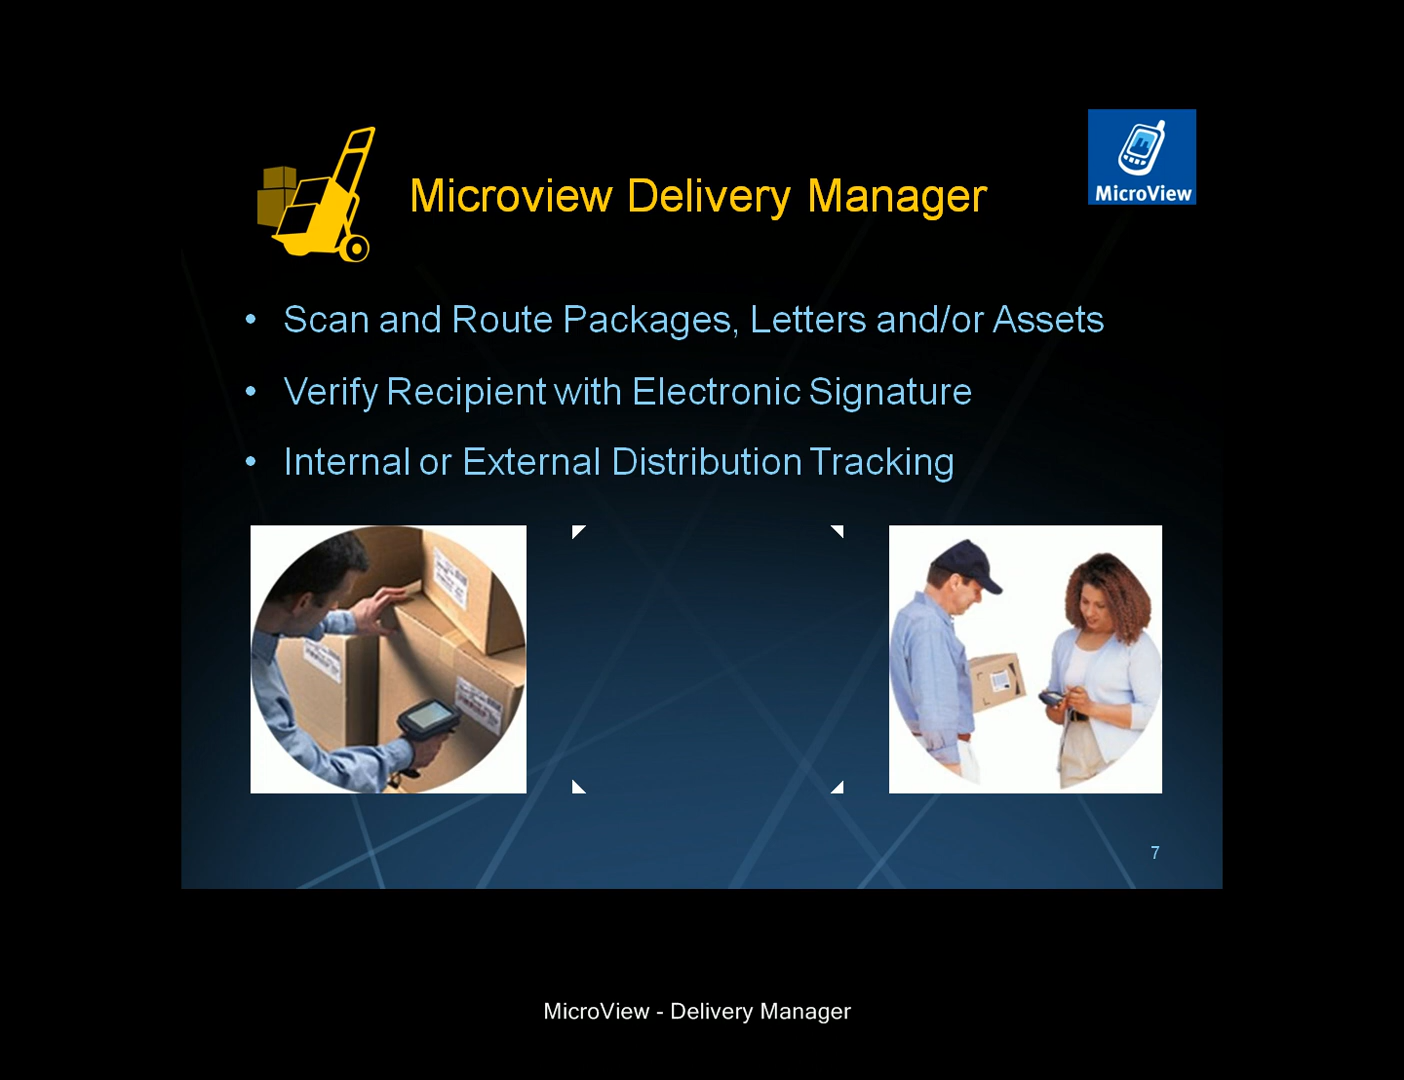 Microview Delivery Manager
MicroView
• Scan and Route Packages, Letters and/or Assets
• Verify Recipient with Electronic Signature
• Internal or External Distribution Tracking
7
MicroView - Delivery Manager